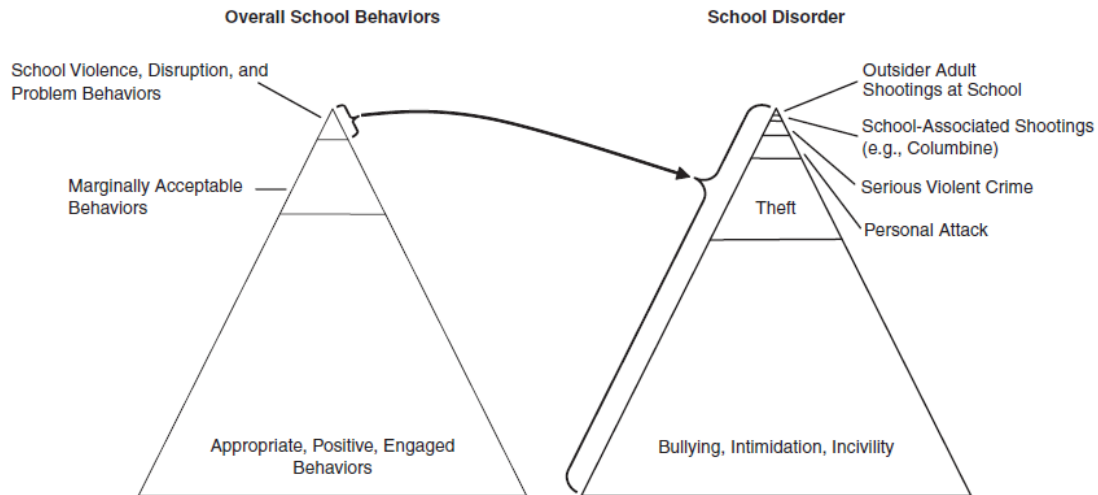 Overall School Behaviors
School Violence, Disruption, and
Problem Behaviors
Marginally Acceptable
Behaviors
Appropriate, Positive, Engaged
Behaviors
School Disorder
Outsider Adult
Shootings at School
School-Associated Shootings
(e.g., Columbine)
Serious Violent Crime
Personal Attack
Theft
Bullying, Intimidation, Incivility